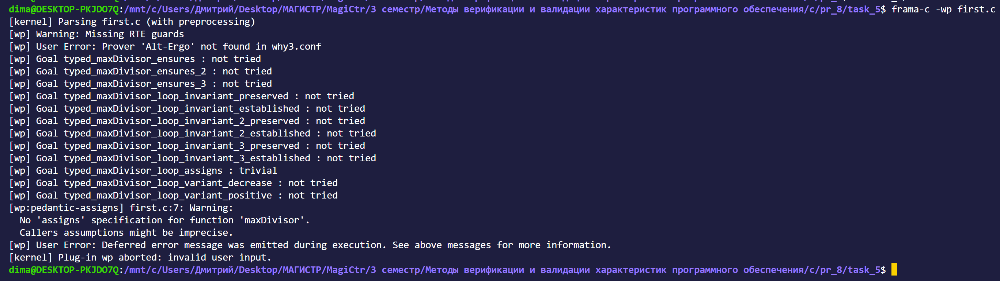 dima@DESKTOP-PKJDO7Q:/mnt/c/Users/Дмитрий/Desktop/МАГИСТР/MagiCtr/3 семестр/Методы верификации и валидации характеристик программного обеспечения/c/pr_8/task_5$ frama-c -wp first.c
[kernel] Parsing first.c (with preprocessing)
[wp] Warning: Missing RTE guards
[wp] User Error: Prover 'Alt-Ergo' not found in why3.conf
[wp] Goal typed_maxDivisor_ensures : not tried
[wp] Goal typed_maxDivisor_ensures_2 : not tried
[wp] Goal typed_maxDivisor_ensures_3 : not tried
[wp] Goal typed_maxDivisor_loop_invariant_preserved : not tried
[wp] Goal typed_maxDivisor_loop_invariant_established : not tried
[wp] Goal typed_maxDivisor_loop_invariant_2_preserved : not tried
[wp] Goal typed_maxDivisor_loop_invariant_2_established : not tried
[wp] Goal typed_maxDivisor_loop_invariant_3_preserved : not tried
[wp] Goal typed_maxDivisor_loop_invariant_3_established : not tried
[wp] Goal typed_maxDivisor_loop_assigns : trivial
[wp] Goal typed_maxDivisor_loop_variant_decrease : not tried
[wp] Goal typed_maxDivisor_loop_variant_positive : not tried
[wp:pedantic-assigns] first.c:7: Warning:
  No 'assigns' specification for function 'maxDivisor'.
  Callers assumptions might be imprecise.
[wp] User Error: Deferred error message was emitted during execution. See above messages for more information.
[kernel] Plug-in wp aborted: invalid user input.
dima@DESKTOP-PKJDO7Q:/mnt/c/Users/Дмитрий/Desktop/МАГИСТР/MagiCtr/3 семестр/Методы верификации и валидации характеристик программного обеспечения/c/pr_8/task_5$